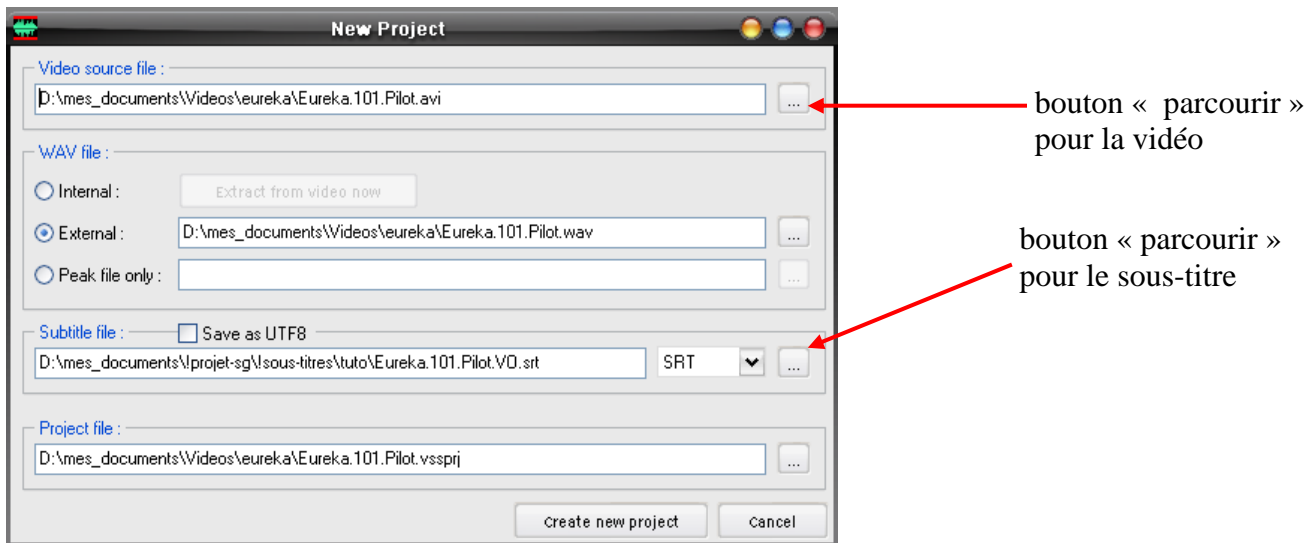 New Project
Video source file :
D:\mes_documents\Videos\eureka\Eureka.101.Pilot.avi
...
bouton « parcourir »
pour la vidéo
WAV file :
Internal :
Extract from video now
External :
D:\mes_documents\Videos\eureka\Eureka.101.Pilot.wav
...
Peak file only :
...
bouton « parcourir »
pour le sous-titre
Subtitle file :
Save as UTF8
D:\mes_documents\!projet-sg\!sous-titres\tuto\Eureka.101.Pilot.VO.srt
SRT
...
Project file :
D:\mes_documents\Videos\eureka\Eureka.101.Pilot.vssprj
...
Create new project
Cancel